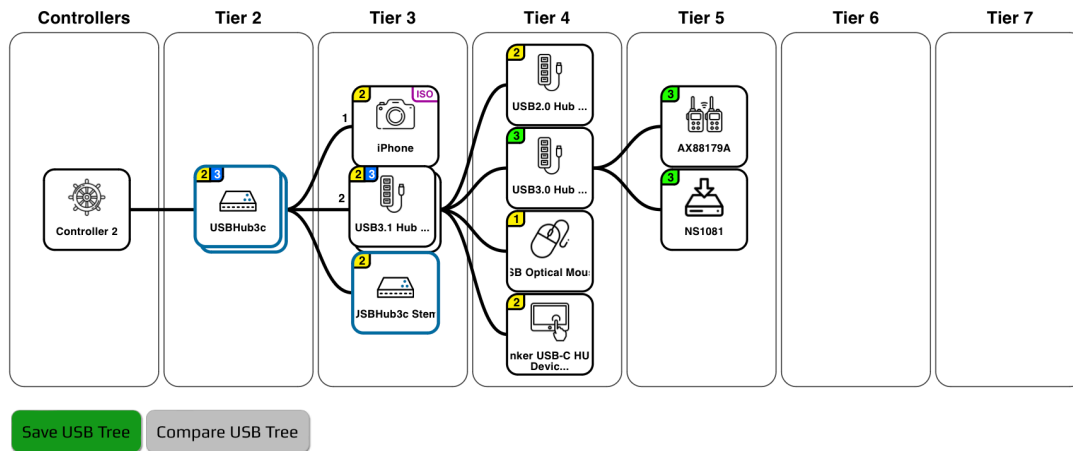 Controllers
Tier 2
Tier 3
Tier 4
Tier 5
Tier 6
Tier 7
Controller 2
2 3
USBHub3c
1
2 ISO
iPhone
2
2 3
USB3.1 Hub ...
2
USBHub3c Stem
2
USB2.0 Hub ...
3
USB3.0 Hub ...
1
SB Optical Mou
2
nker USB-C HU
Devic...
3
AX88179A
3
NS1081
Save USB Tree
Compare USB Tree